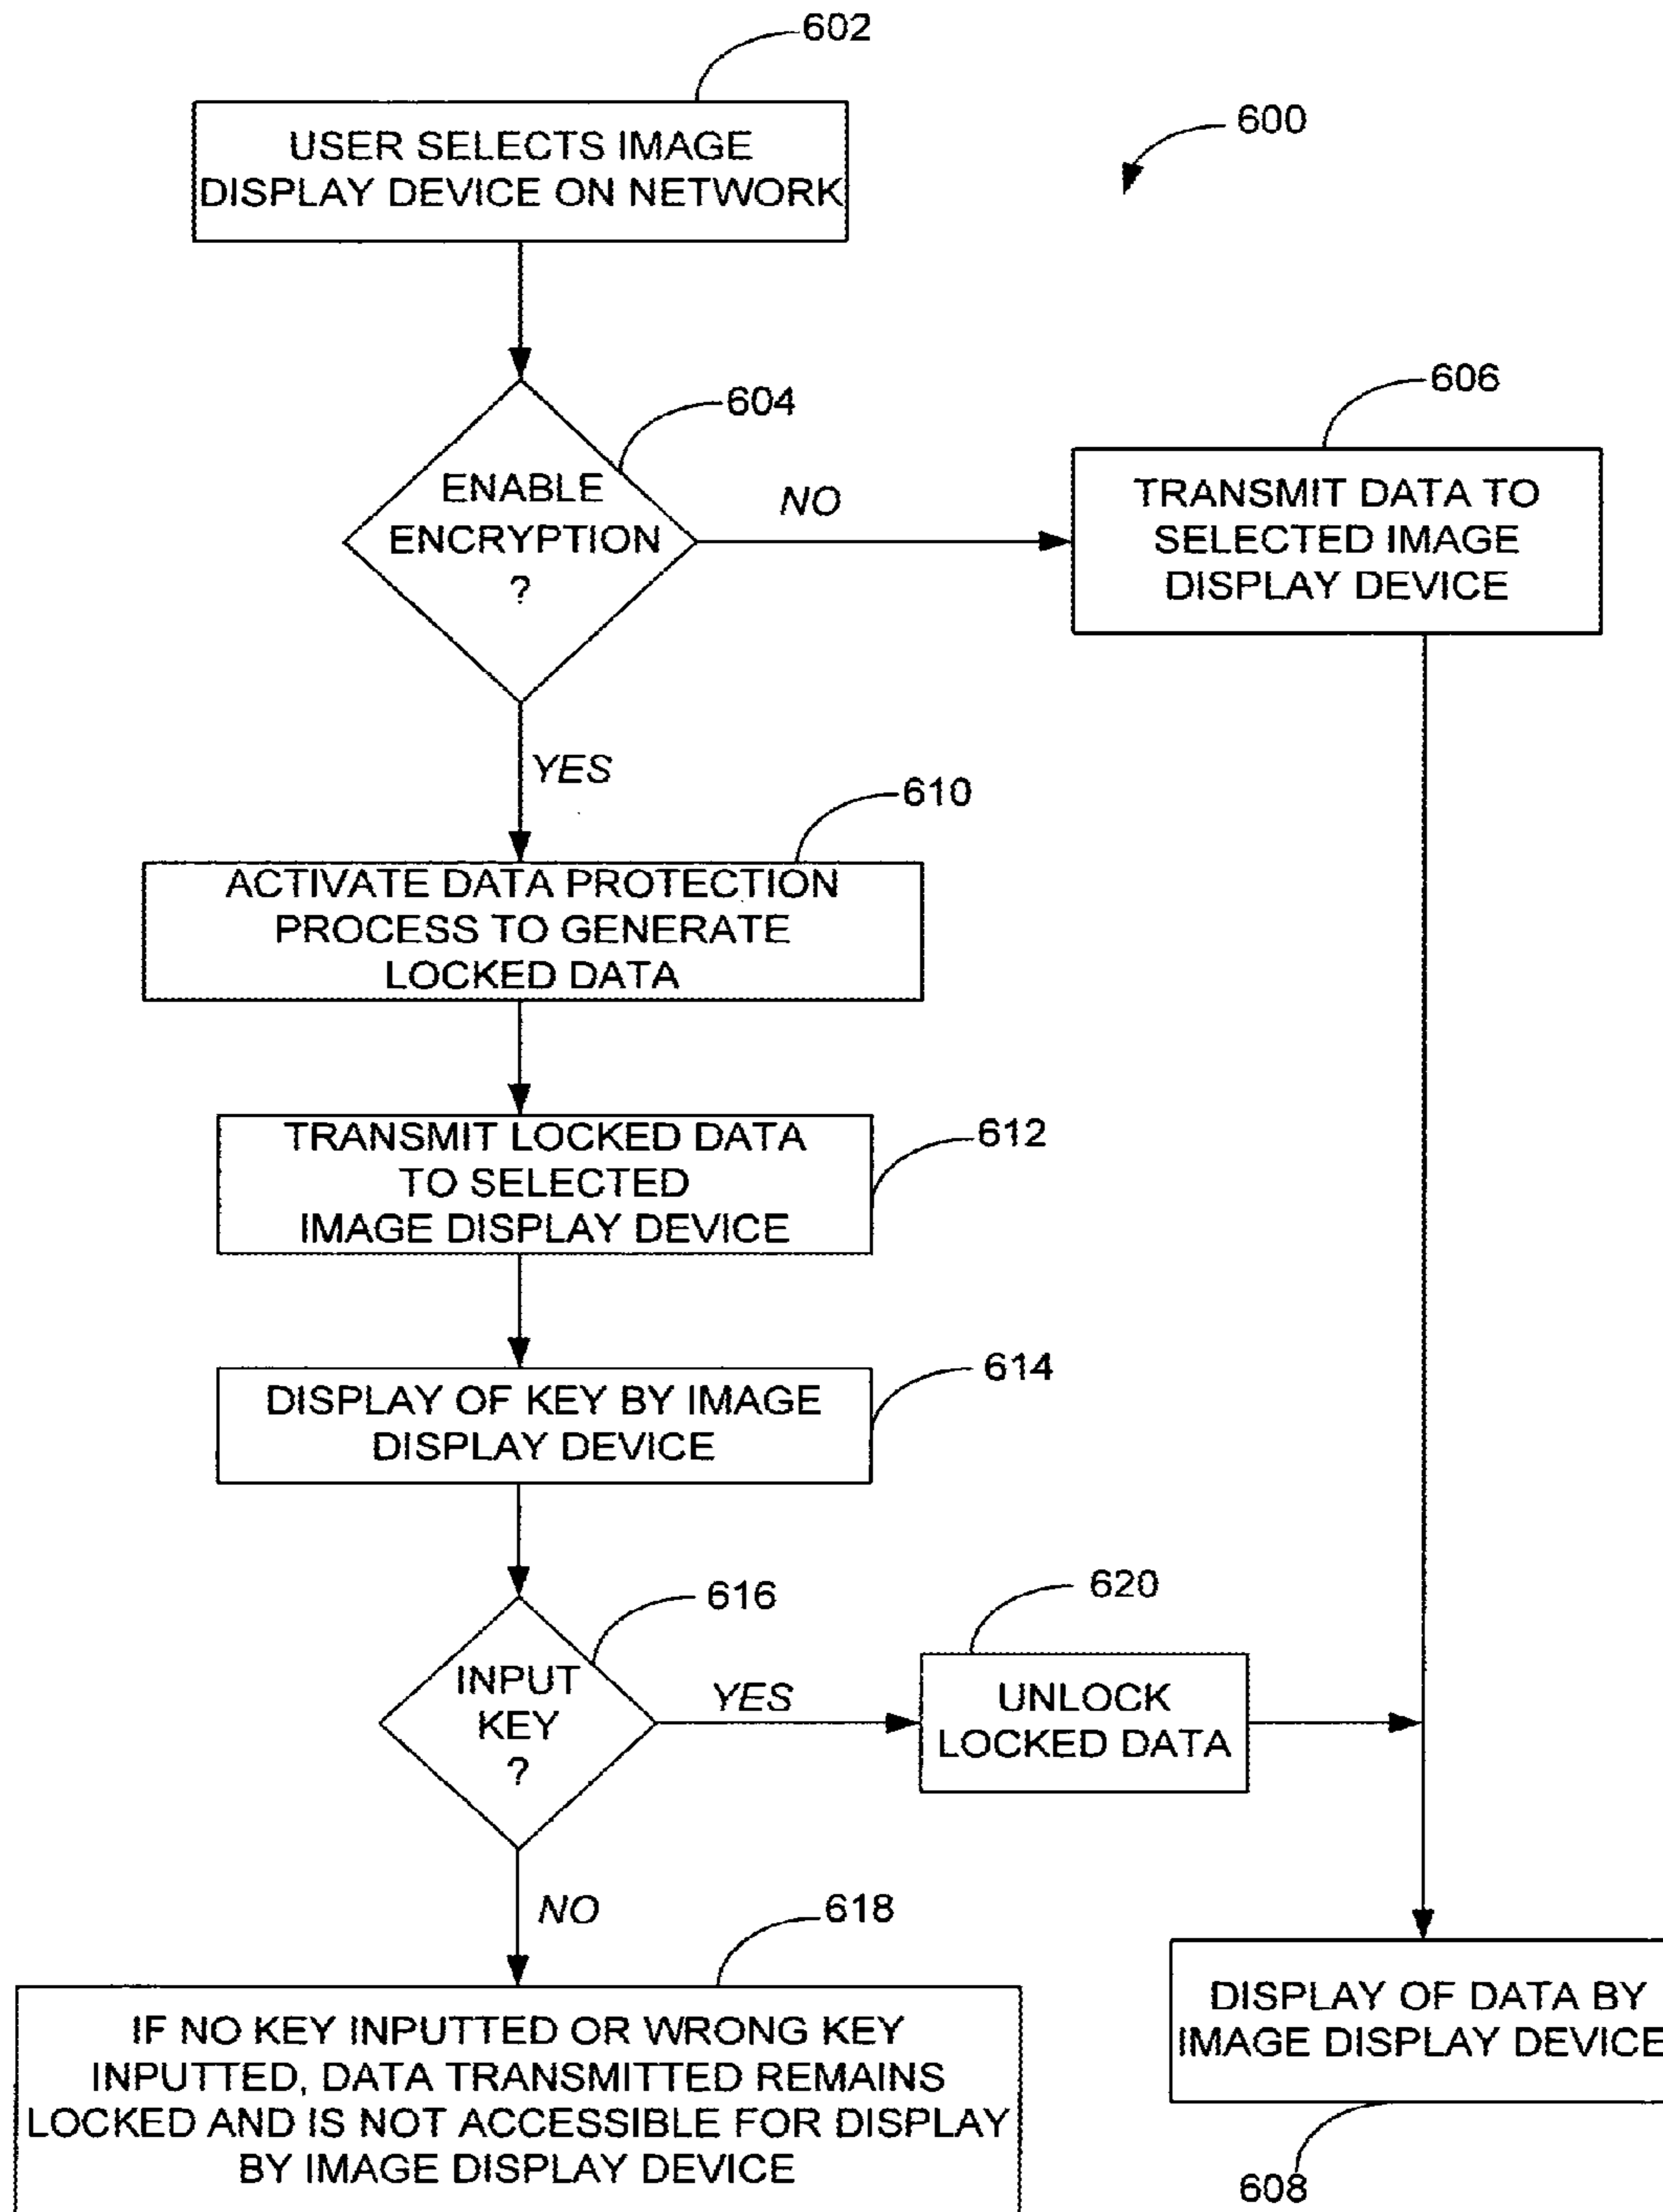 602
600
USER SELECTS IMAGE
DISPLAY DEVICE ON NETWORK
604
ENABLE
ENCRYPTION
?
NO
606
TRANSMIT DATA TO
SELECTED IMAGE
DISPLAY DEVICE
YES
610
ACTIVATE DATA PROTECTION
PROCESS TO GENERATE
LOCKED DATA
612
TRANSMIT LOCKED DATA
TO SELECTED
IMAGE DISPLAY DEVICE
614
DISPLAY OF KEY BY IMAGE
DISPLAY DEVICE
616
INPUT
KEY
?
YES
620
UNLOCK
LOCKED DATA
NO
618
IF NO KEY INPUTTED OR WRONG KEY
INPUTTED, DATA TRANSMITTED REMAINS
LOCKED AND IS NOT ACCESSIBLE FOR DISPLAY
BY IMAGE DISPLAY DEVICE
DISPLAY OF DATA BY
IMAGE DISPLAY DEVICE
608